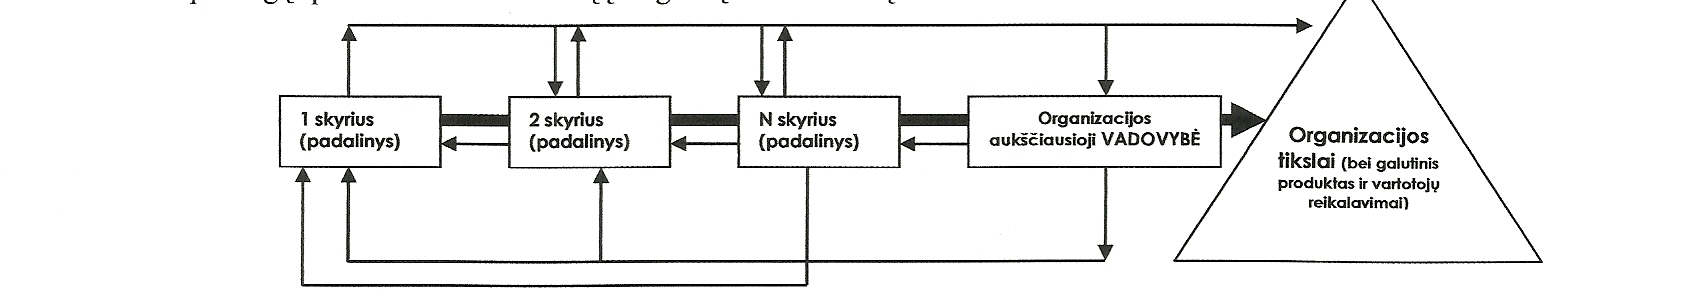 1 skyrius
(padalinys)
2 skyrius
(padalinys)
N skyrius
(padalinys)
Organizacijos
aukščiausioji VADOVYBĖ
Organizacijos
tikslai (bei galutinis
produktas ir vartotojų
reikalavimai)